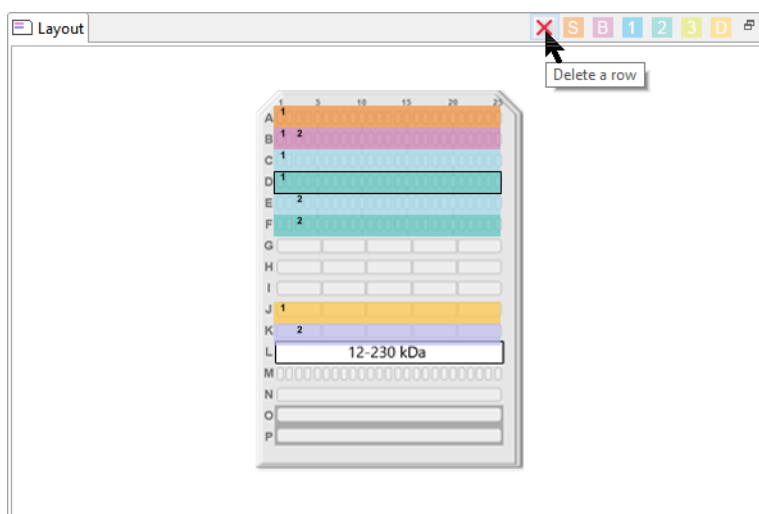 Layout
S B 1 2 3 D
Delete a row
1 5 10 15 20 25
A 1
B 1 2
C 1
D 1
E 2
F 2
G
H
I
J 1
K 2
L 12-230 kDa
M
N
O
P